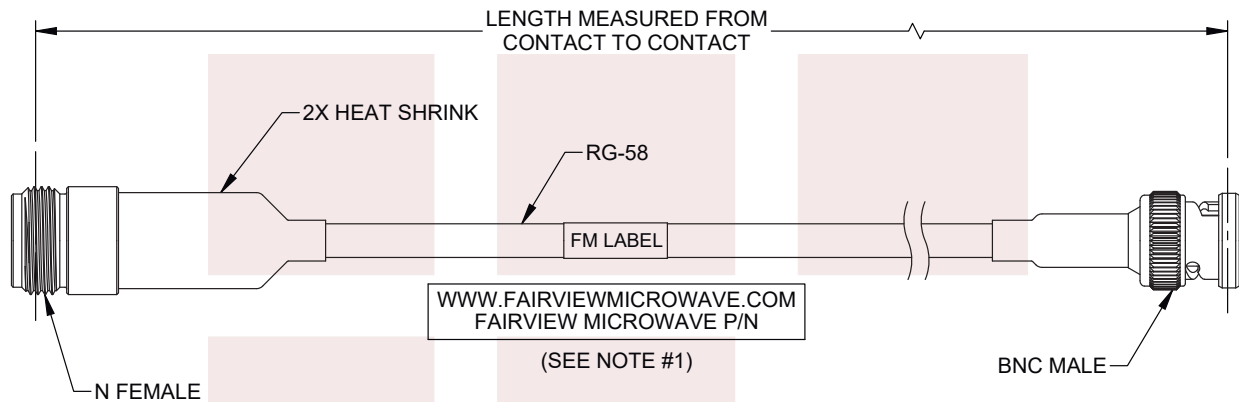 LENGTH MEASURED FROM
CONTACT TO CONTACT
2X HEAT SHRINK
RG-58
FM LABEL
WWW.FAIRVIEWMICROWAVE.COM
FAIRVIEW MICROWAVE P/N
(SEE NOTE #1)
BNC MALE
N FEMALE